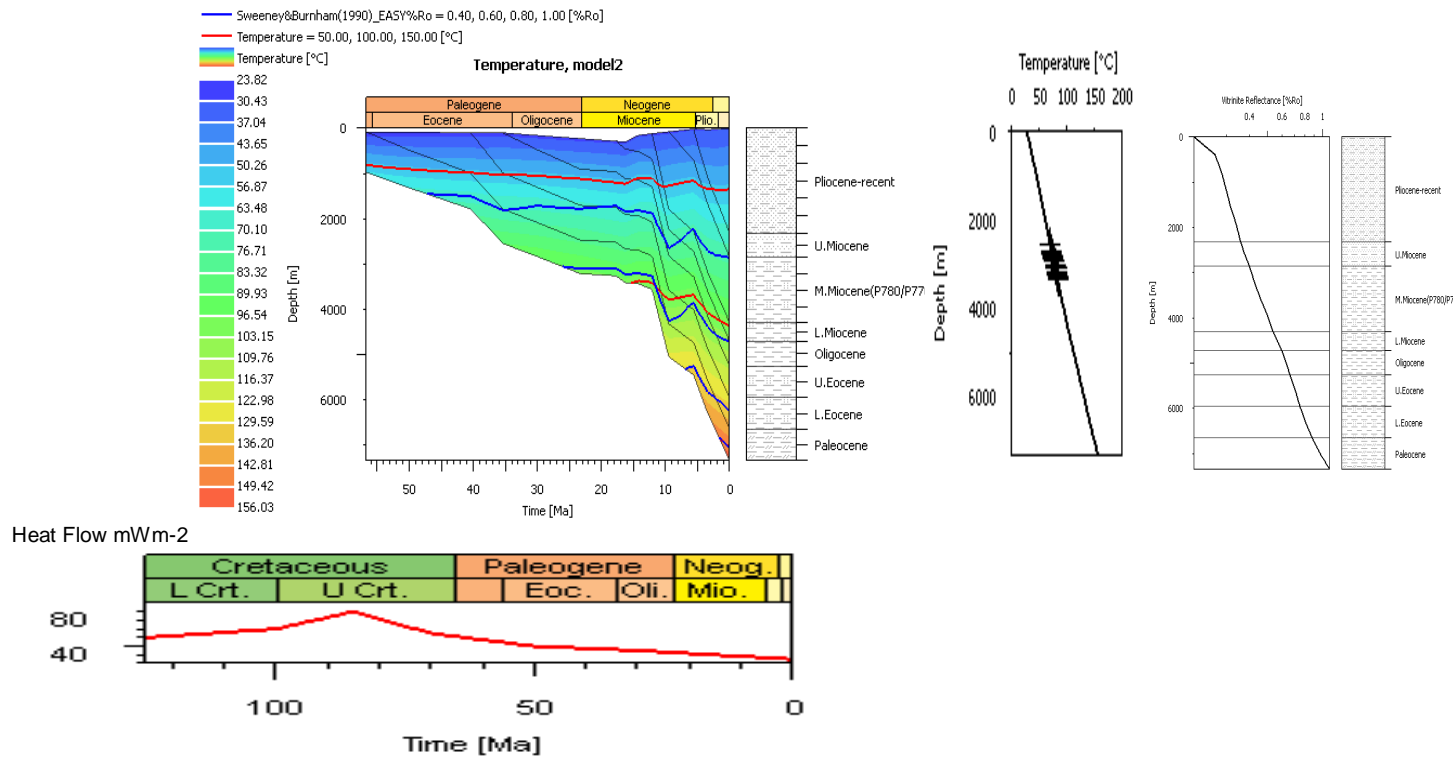 Sweeney&Burnham(1990)_EASY%Ro = 0.40, 0.60, 0.80, 1.00 [%Ro]
Temperature = 50.00, 100.00, 150.00 [°C]
Temperature [°C]
23.82
30.43
37.04
43.65
50.26
56.87
63.48
70.10
76.71
83.32
89.93
96.54
103.15
109.76
116.37
122.98
129.59
136.20
142.81
149.42
156.03
Temperature, model2
Paleogene Neogene
Eocene Oligocene Miocene Plio.
0
2000
4000
6000
Depth [m]
50 40 30 20 10 0
Time [Ma]
Pliocene-recent
U.Miocene
M.Miocene(P780/P77
L.Miocene
Oligocene
U.Eocene
L.Eocene
Paleocene
Temperature [°C]
0 50 100 150 200
0
2000
4000
6000
Depth [m]
Vitrinite Reflectance [%Ro]
0.4 0.6 0.8 1
0
2000
4000
6000
Depth [m]
Pliocene-recent
U.Miocene
M.Miocene(P780/P77
L.Miocene
Oligocene
U.Eocene
L.Eocene
Paleocene
Heat Flow mWm-2
Cretaceous Paleogene Neog.
L Crt. U Crt. Eoc. Oli. Mio.
80
40
100 50 0
Time [Ma]